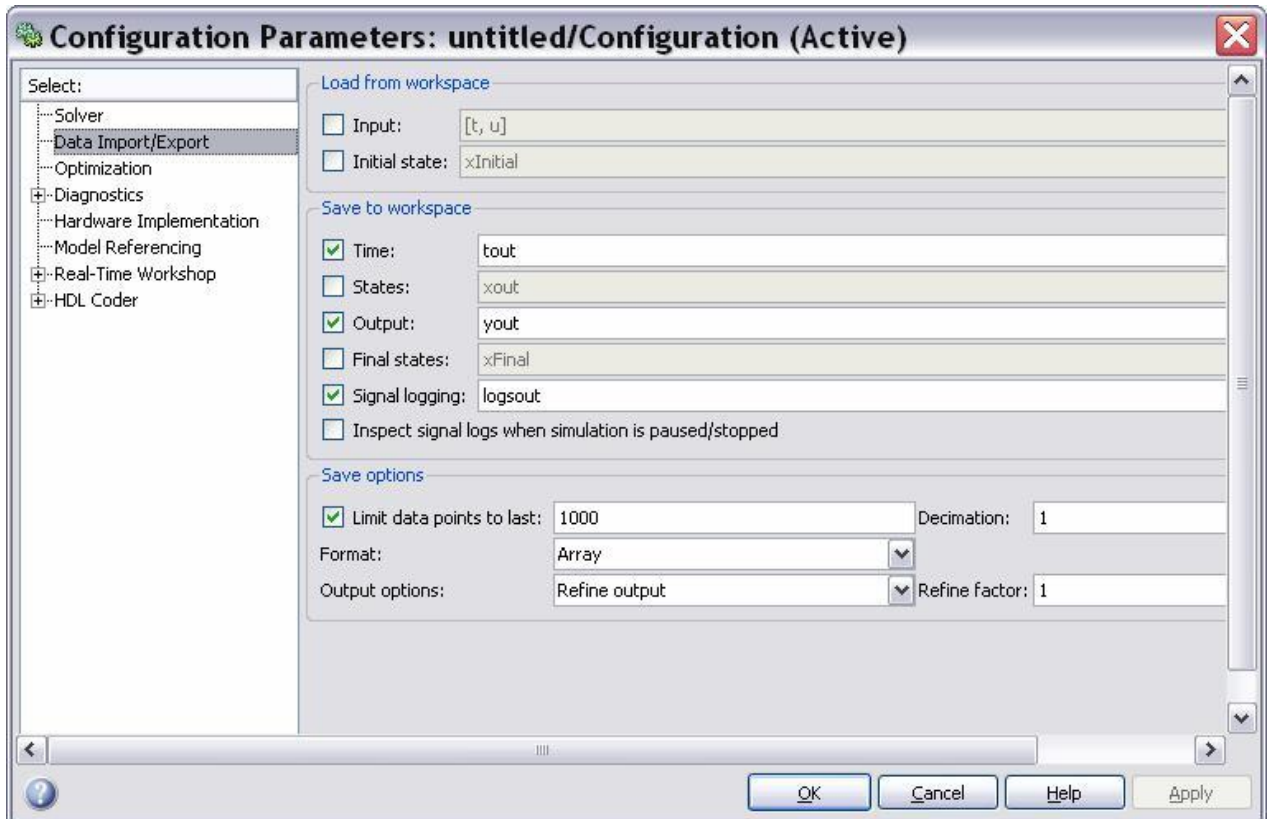 Configuration Parameters: untitled/Configuration (Active)
Select:
Solver
Data Import/Export
Optimization
Diagnostics
Hardware Implementation
Model Referencing
Real-Time Workshop
HDL Coder
Load from workspace
Input: [t, u]
Initial state: xInitial
Save to workspace
Time: tout
States: xout
Output: yout
Final states: xFinal
Signal logging: logsout
Inspect signal logs when simulation is paused/stopped
Save options
Limit data points to last: 1000 Decimation: 1
Format: Array
Output options: Refine output Refine factor: 1
? OK Cancel Help Apply